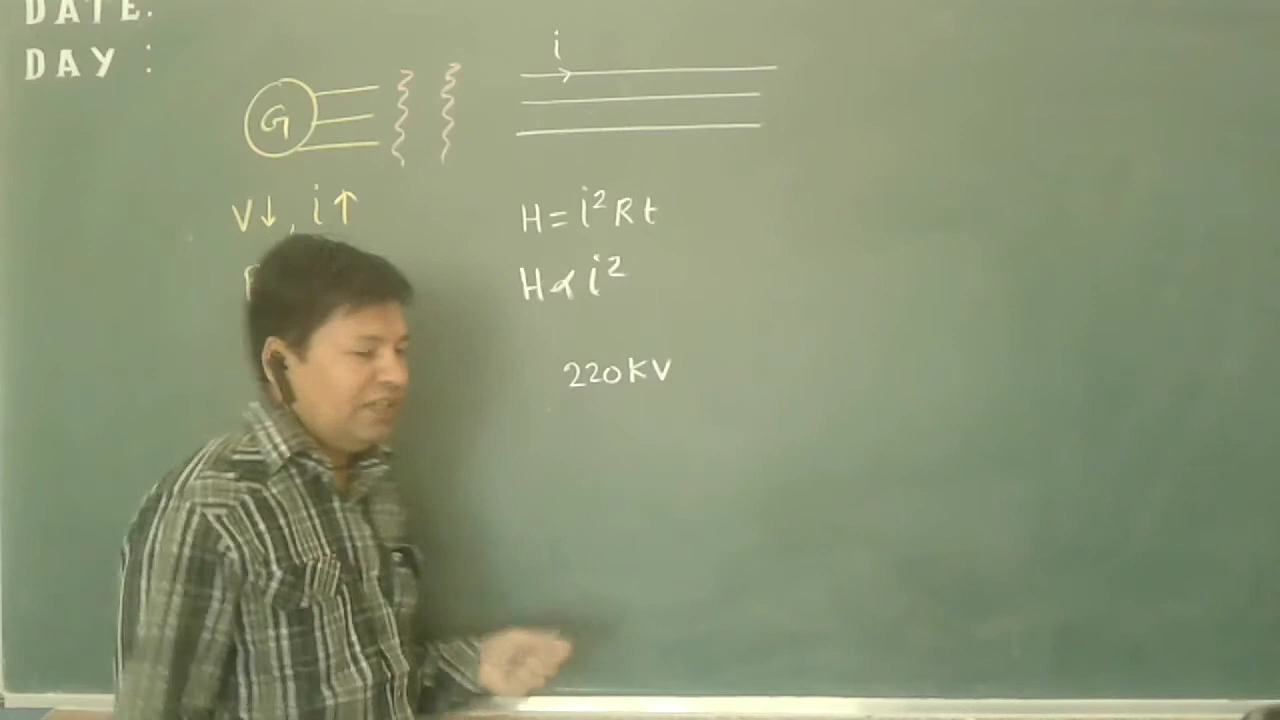 DATE:
DAY :
i
G
V↓, i↑
H = i²Rt
H ∝ i²
220KV